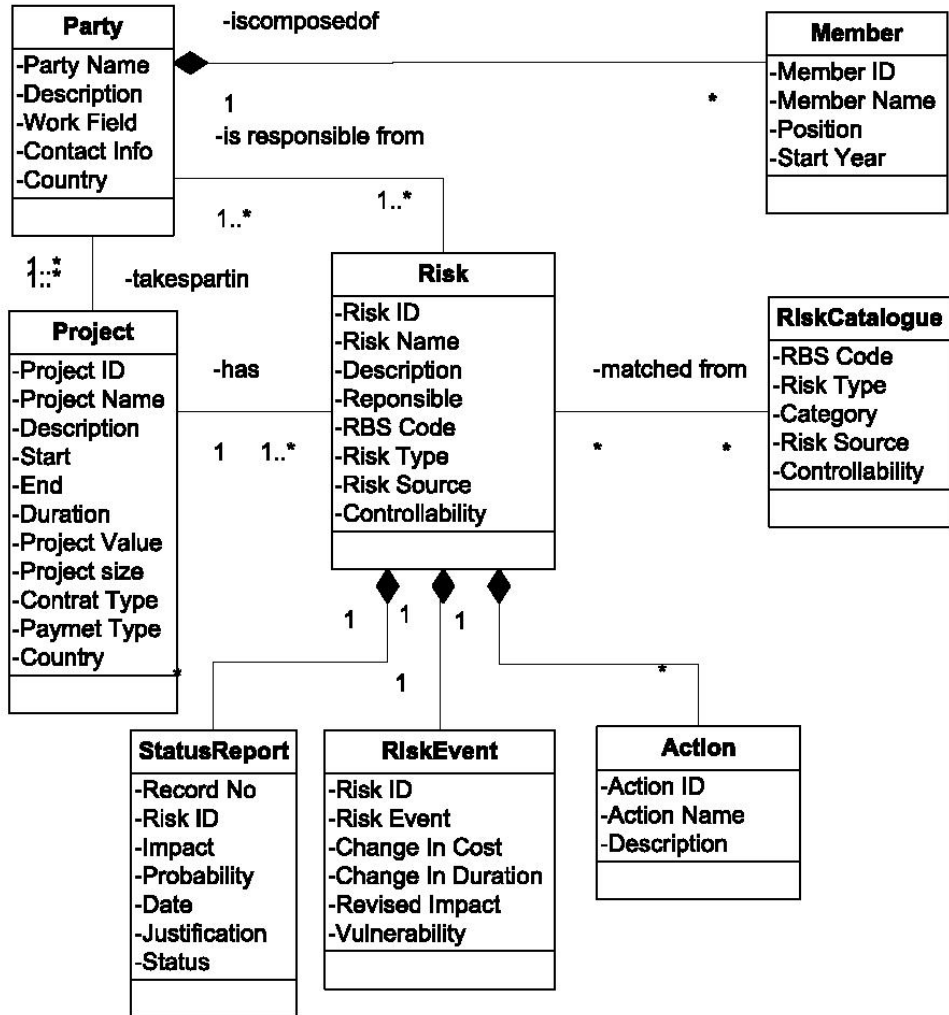 Party
-Party Name
-Description
-Work Field
-Contact Info
-Country
-iscomposedof
1
*
Member
-Member ID
-Member Name
-Position
-Start Year
-is responsible from
1..*
1..*
1..*
1..*
-takespartin
Project
-Project ID
-Project Name
-Description
-Start
-End
-Duration
-Project Value
-Project size
-Contrat Type
-Paymet Type
-Country
-has
1
1..*
Risk
-Risk ID
-Risk Name
-Description
-Reponsible
-RBS Code
-Risk Type
-Risk Source
-Controllability
-matched from
*
*
RiskCatalogue
-RBS Code
-Risk Type
-Category
-Risk Source
-Controllability
1
1
1
*
1
*
StatusReport
-Record No
-Risk ID
-Impact
-Probability
-Date
-Justification
-Status
RiskEvent
-Risk ID
-Risk Event
-Change In Cost
-Change In Duration
-Revised Impact
-Vulnerability
Action
-Action ID
-Action Name
-Description